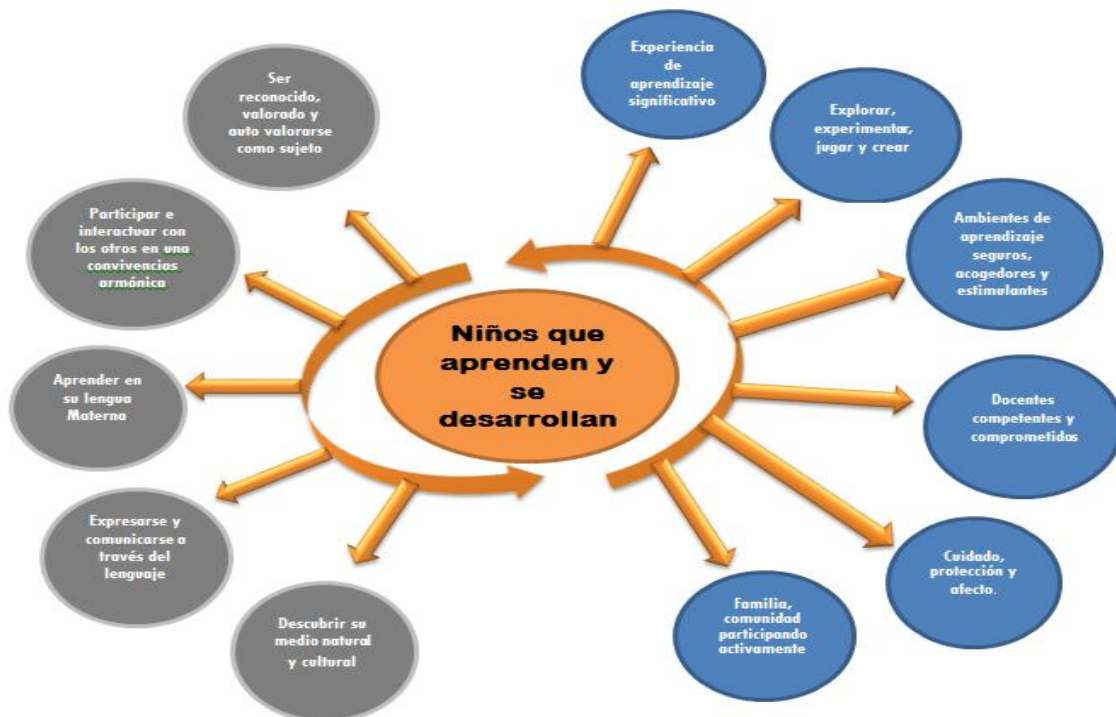 Ser
reconocido,
valorado y
auto valorarse
como sujeto
Participar e
interactuar con
los otros en una
convivencias
armónica
Aprender en
su lengua
Materna
Expresarse y
comunicarse a
través del
lenguaje
Descubrir su
medio natural
y cultural
Niños que
aprenden y
se
desarrollan
Experiencia
de
aprendizaje
significativo
Explorar,
experimentar,
jugar y crear
Ambientes de
aprendizaje
seguros,
acogedores y
estimulantes
Docentes
competentes y
comprometidos
Cuidado,
protección y
afecto.
Familia,
comunidad
participando
activamente